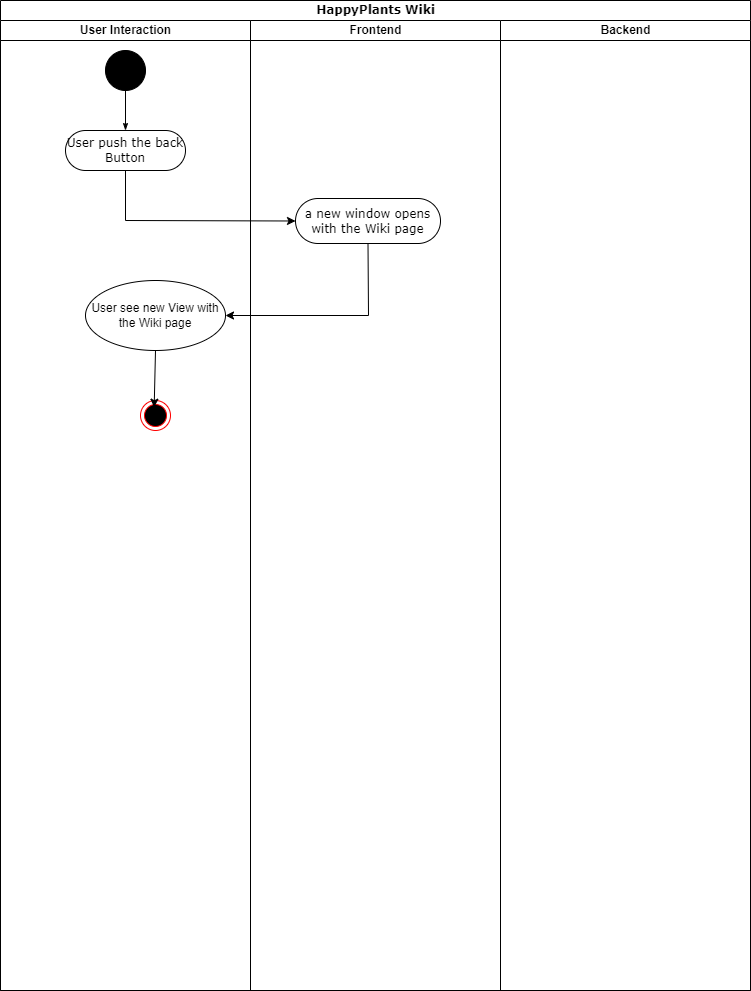 HappyPlants Wiki
User Interaction
Frontend
Backend
User push the back
Button
a new window opens
with the Wiki page
User see new View with
the Wiki page